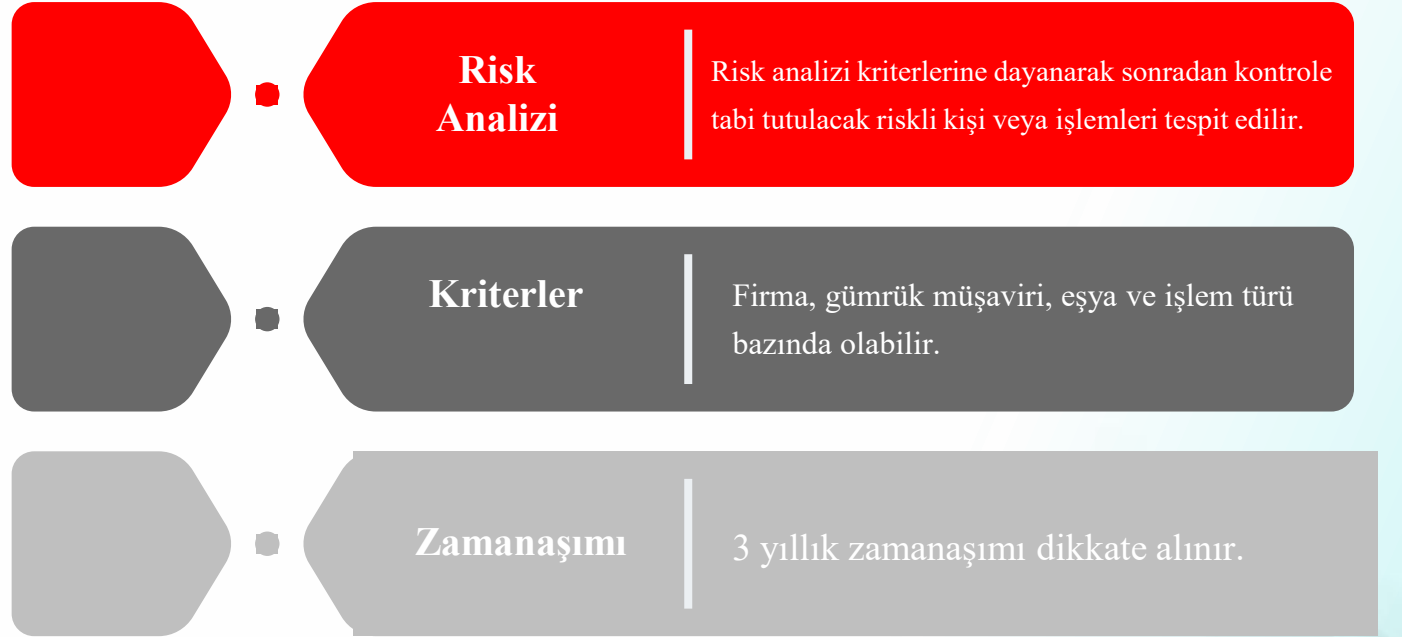 Risk
Analizi
Risk analizi kriterlerine dayanarak sonradan kontrole
tabi tutulacak riskli kişi veya işlemleri tespit edilir.
Kriterler
Firma, gümrük müşaviri, eşya ve işlem türü
bazında olabilir.
Zamanaşımı
3 yıllık zamanaşımı dikkate alınır.